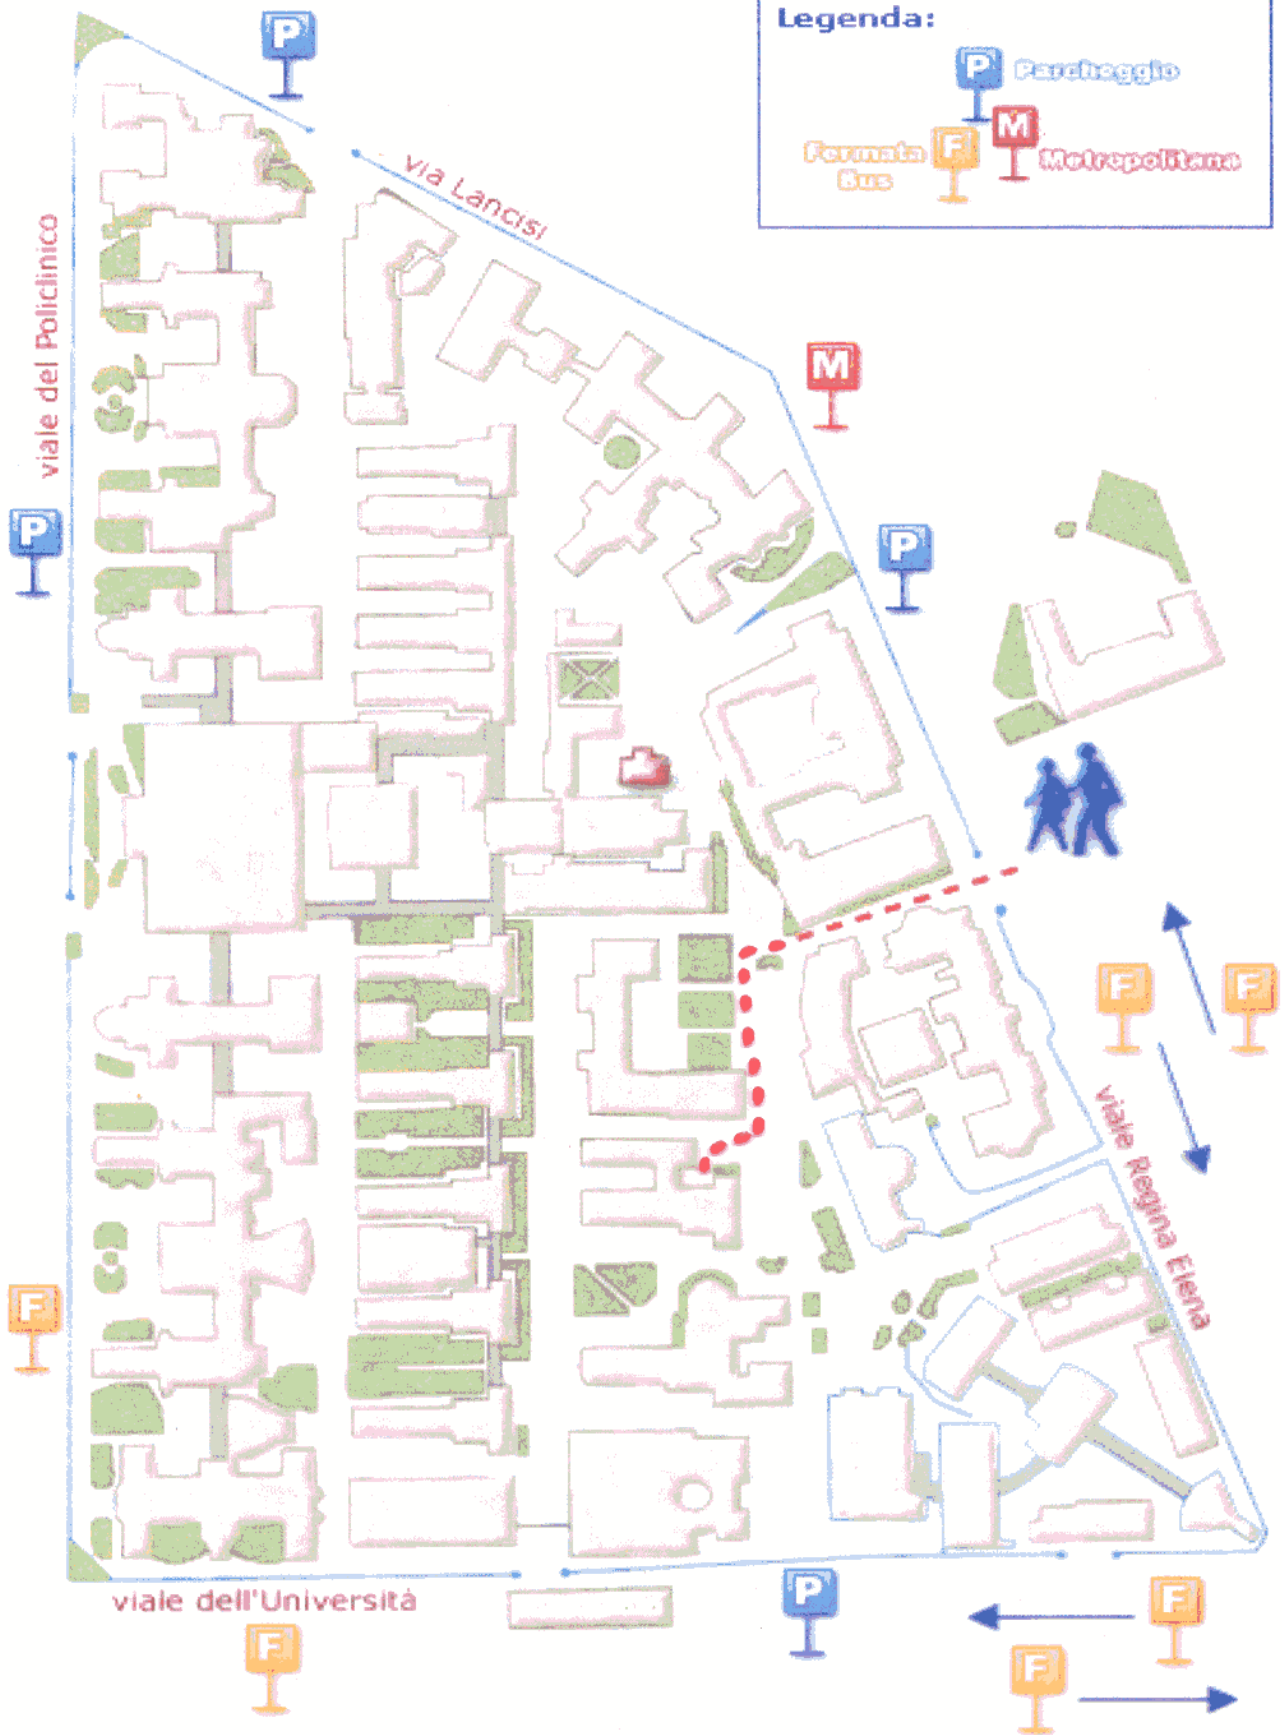 Legenda:
P Parcheggio
M Metropolitana
F Fermata
Bus
P
via Lancisi
viale del Policlinico
M
P
P
F
F
viale Regina Elena
F
viale dell'Università
P
F
F
F